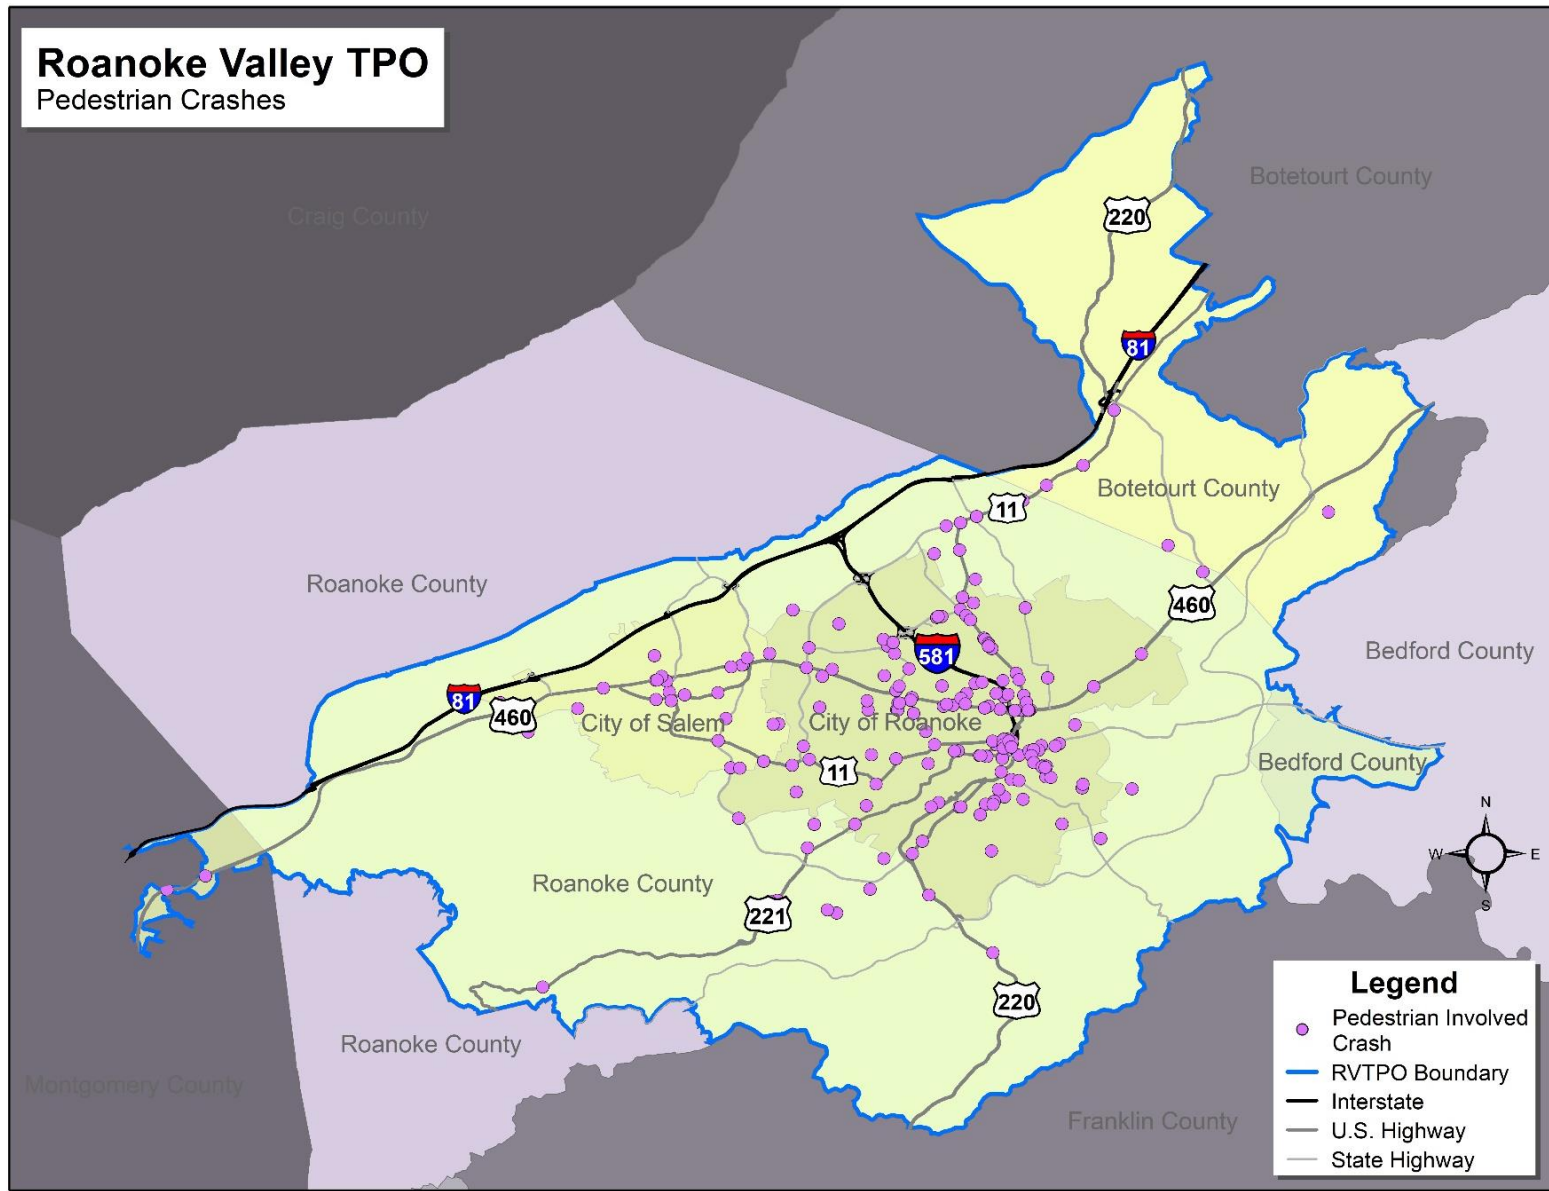 Roanoke Valley TPO
Pedestrian Crashes
Craig County
Botetourt County
220
81
Botetourt County
11
Roanoke County
460
Bedford County
581
81
460
City of Salem
City of Roanoke
11
Bedford County
N
W
E
S
Roanoke County
221
220
Roanoke County
Montgomery County
Franklin County
Legend
Pedestrian Involved
Crash
RVTPO Boundary
Interstate
U.S. Highway
State Highway